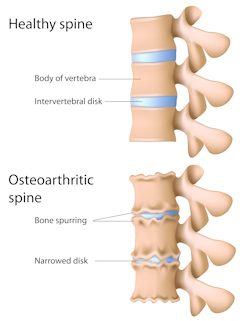 Healthy spine
Body of vertebra
Intervertebral disk
Osteoarthritic
spine
Bone spurring
Narrowed disk